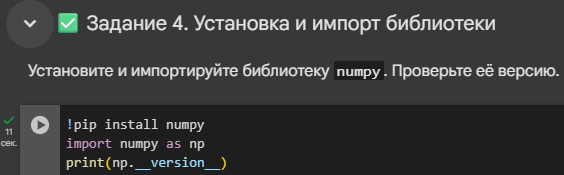 ✅ Задание 4. Установка и импорт библиотеки
Установите и импортируйте библиотеку numpy. Проверьте её версию.
11
сек.
!pip install numpy
import numpy as np
print(np.__version__)